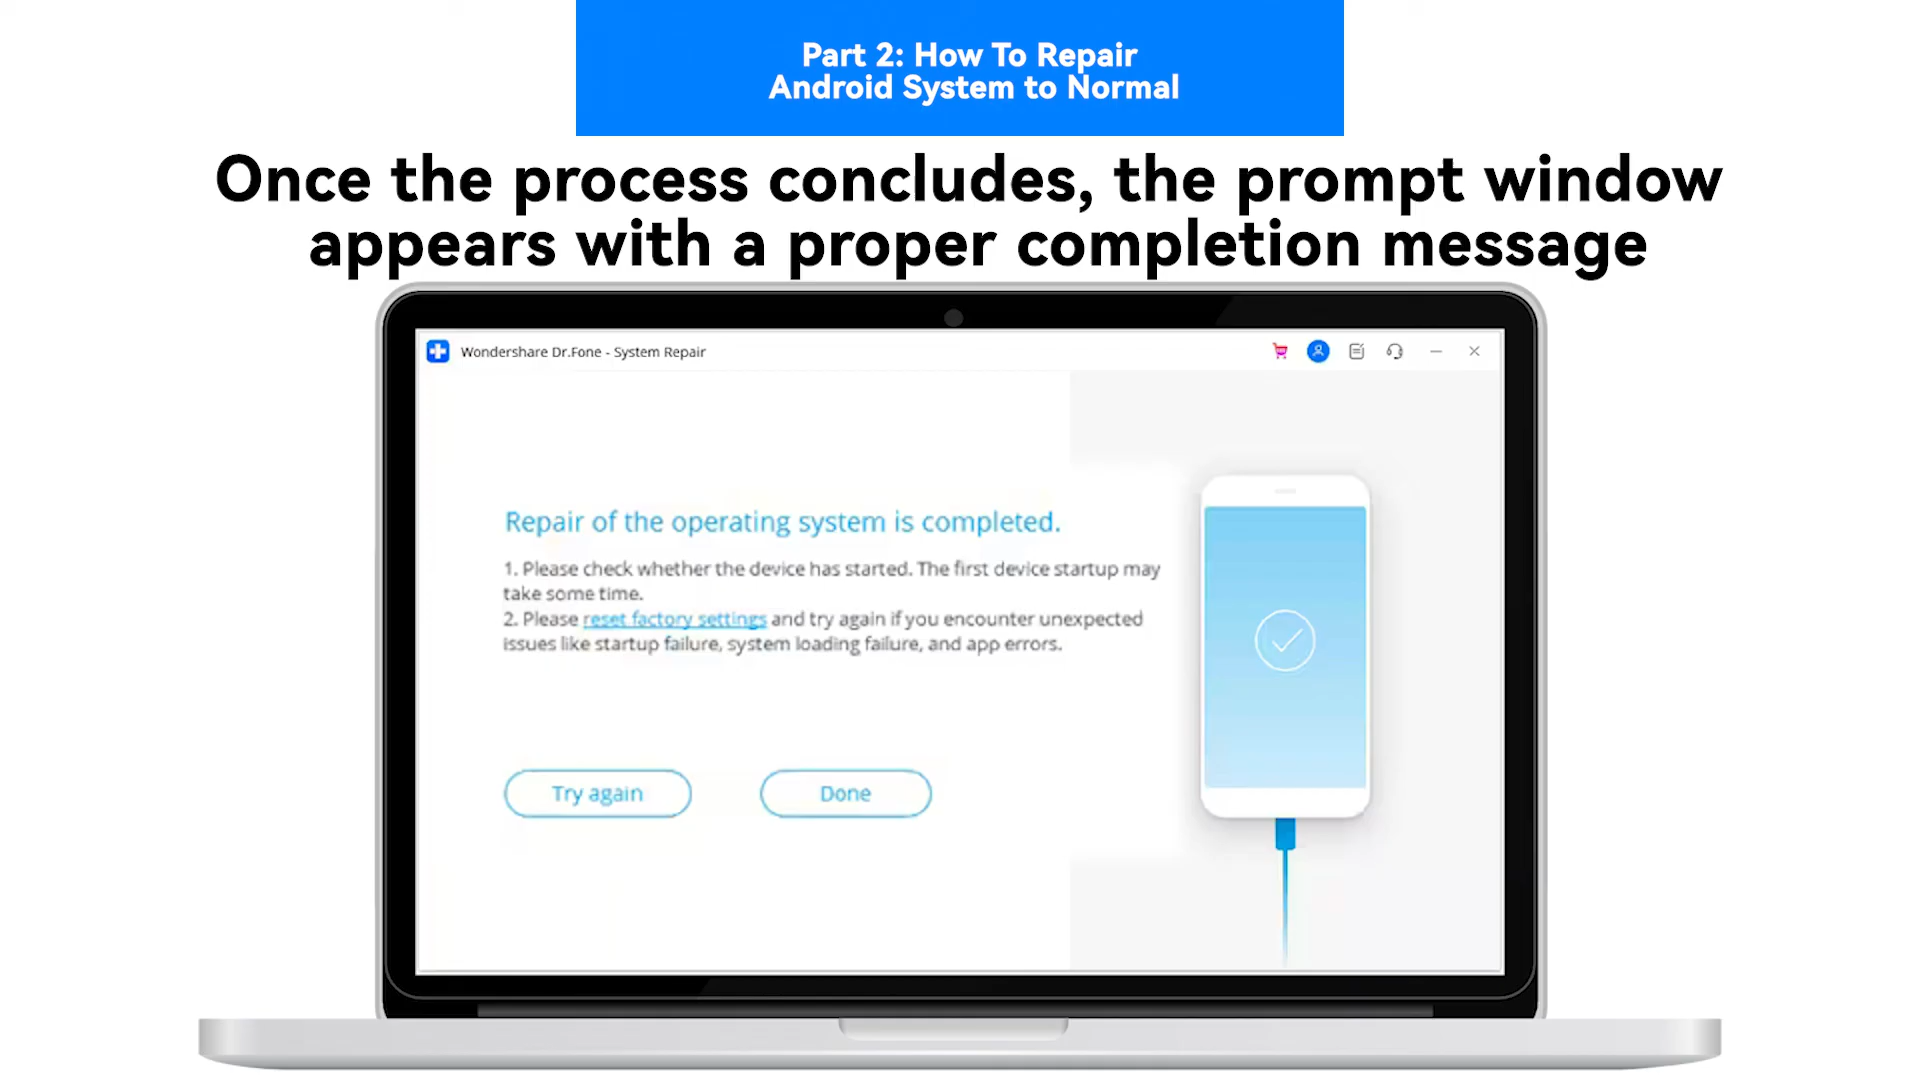 Part 2: How To Repair
Android System to Normal
Once the process concludes, the prompt window
appears with a proper completion message
Wondershare Dr.Fone - System Repair
Repair of the operating system is completed.
1. Please check whether the device has started. The first device startup may
take some time.
2. Please reset factory settings and try again if you encounter unexpected
issues like startup failure, system loading failure, and app errors.
Try again
Done